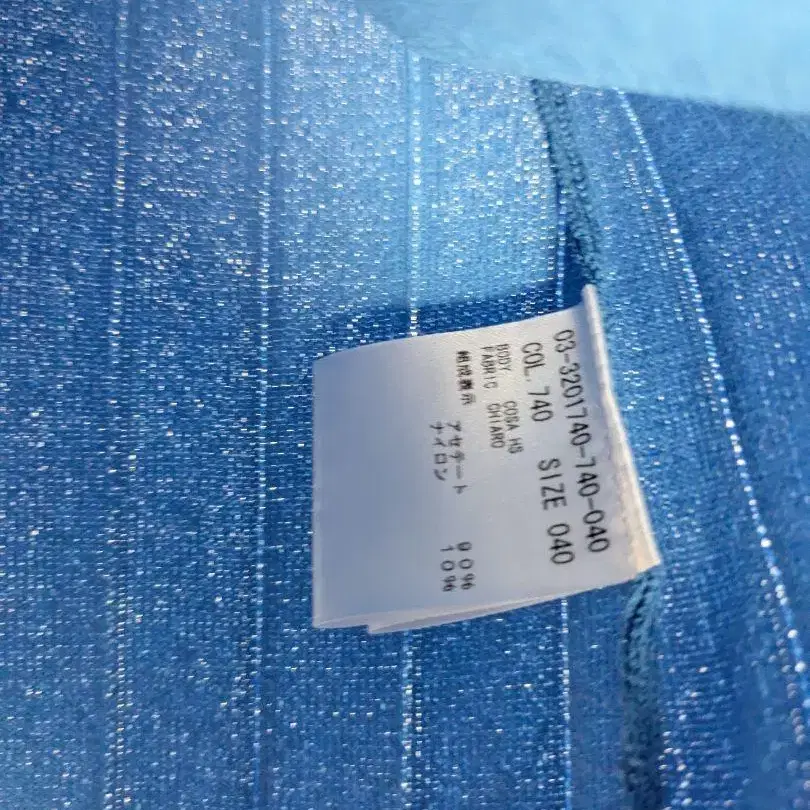 03-3201740-740-040
COL. 740 SIZE 040
BODY COSA HS
FABRIC CHIARO
組成表示
アセテート 90%
ナイロン 10%